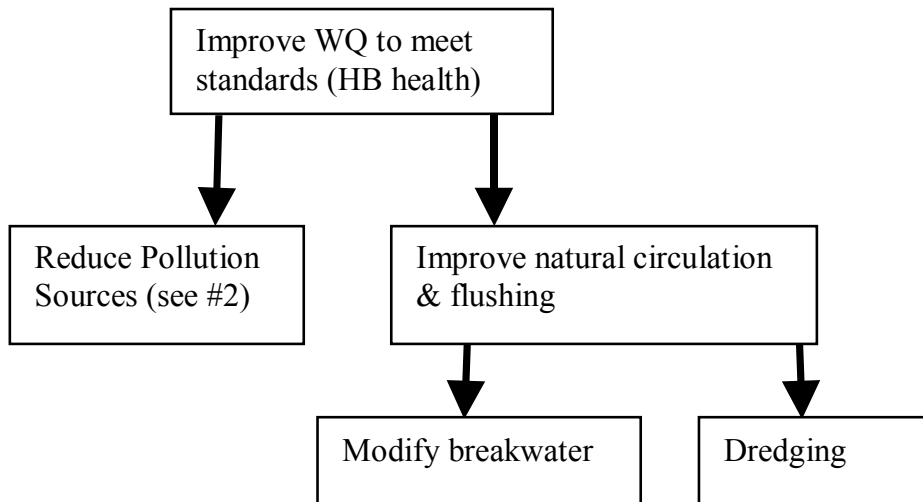 Improve WQ to meet
standards (HB health)
Reduce Pollution
Sources (see #2)
Improve natural circulation
& flushing
Modify breakwater
Dredging